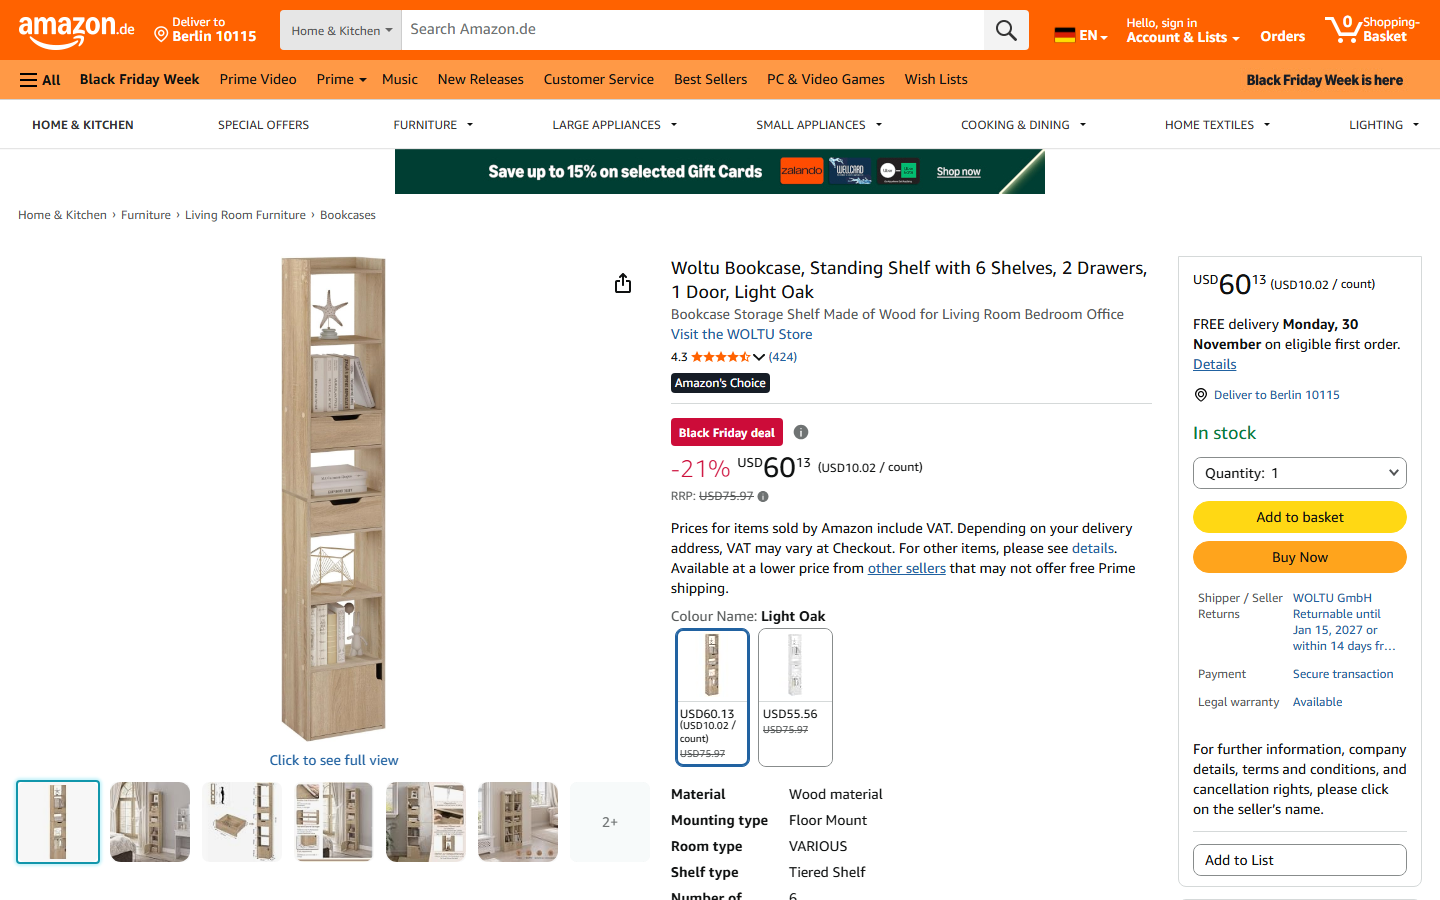 amazon.de
Deliver to
Berlin 10115
Home & Kitchen
Search Amazon.de
EN
Hello, sign in
Account & Lists
Orders
0
Shopping-
Basket
All
Black Friday Week
Prime Video
Prime
Music
New Releases
Customer Service
Best Sellers
PC & Video Games
Wish Lists
Black Friday Week is here
HOME & KITCHEN
SPECIAL OFFERS
FURNITURE
LARGE APPLIANCES
SMALL APPLIANCES
COOKING & DINING
HOME TEXTILES
LIGHTING
Save up to 15% on selected Gift Cards
zalando
WELLCARD
Uber
Shop now
Home & Kitchen › Furniture › Living Room Furniture › Bookcases
Click to see full view
2+
Woltu Bookcase, Standing Shelf with 6 Shelves, 2 Drawers,
1 Door, Light Oak
Bookcase Storage Shelf Made of Wood for Living Room Bedroom Office
Visit the WOLTU Store
4.3 (424)
Amazon's Choice
Black Friday deal
-21% USD60.13 (USD10.02 / count)
RRP: USD75.97
Prices for items sold by Amazon include VAT. Depending on your delivery
address, VAT may vary at Checkout. For other items, please see details.
Available at a lower price from other sellers that may not offer free Prime
shipping.
Colour Name: Light Oak
USD60.13
(USD10.02 /
count)
USD75.97
USD55.56
USD75.97
Material Wood material
Mounting type Floor Mount
Room type VARIOUS
Shelf type Tiered Shelf
Number of 6
USD60.13 (USD10.02 / count)
FREE delivery Monday, 30
November on eligible first order.
Details
Deliver to Berlin 10115
In stock
Quantity: 1
Add to basket
Buy Now
Shipper / Seller WOLTU GmbH
Returns Returnable until
Jan 15, 2027 or
within 14 days fr…
Payment Secure transaction
Legal warranty Available
For further information, company
details, terms and conditions, and
cancellation rights, please click
on the seller's name.
Add to List